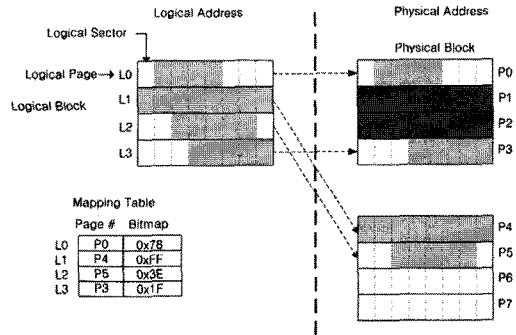 Logical Address
Physical Address
Logical Sector
Physical Block
Logical Page
L0
P0
Logical Block
L1
P1
L2
P2
L3
P3
Mapping Table
Page # Bitmap
L0 P0 0x78
L1 P4 0xFF
L2 P5 0x3E
L3 P3 0x1F
P4
P5
P6
P7